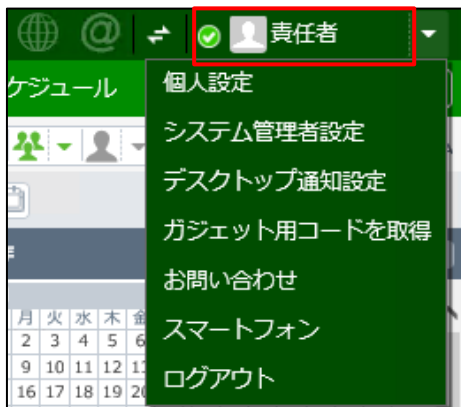 責任者
ケジュール
個人設定
システム管理者設定
デスクトップ通知設定
ガジェット用コードを取得
お問い合わせ
スマートフォン
ログアウト
月 火 水 木 金
2 3 4 5 6
9 10 11 12
16 17 18 19